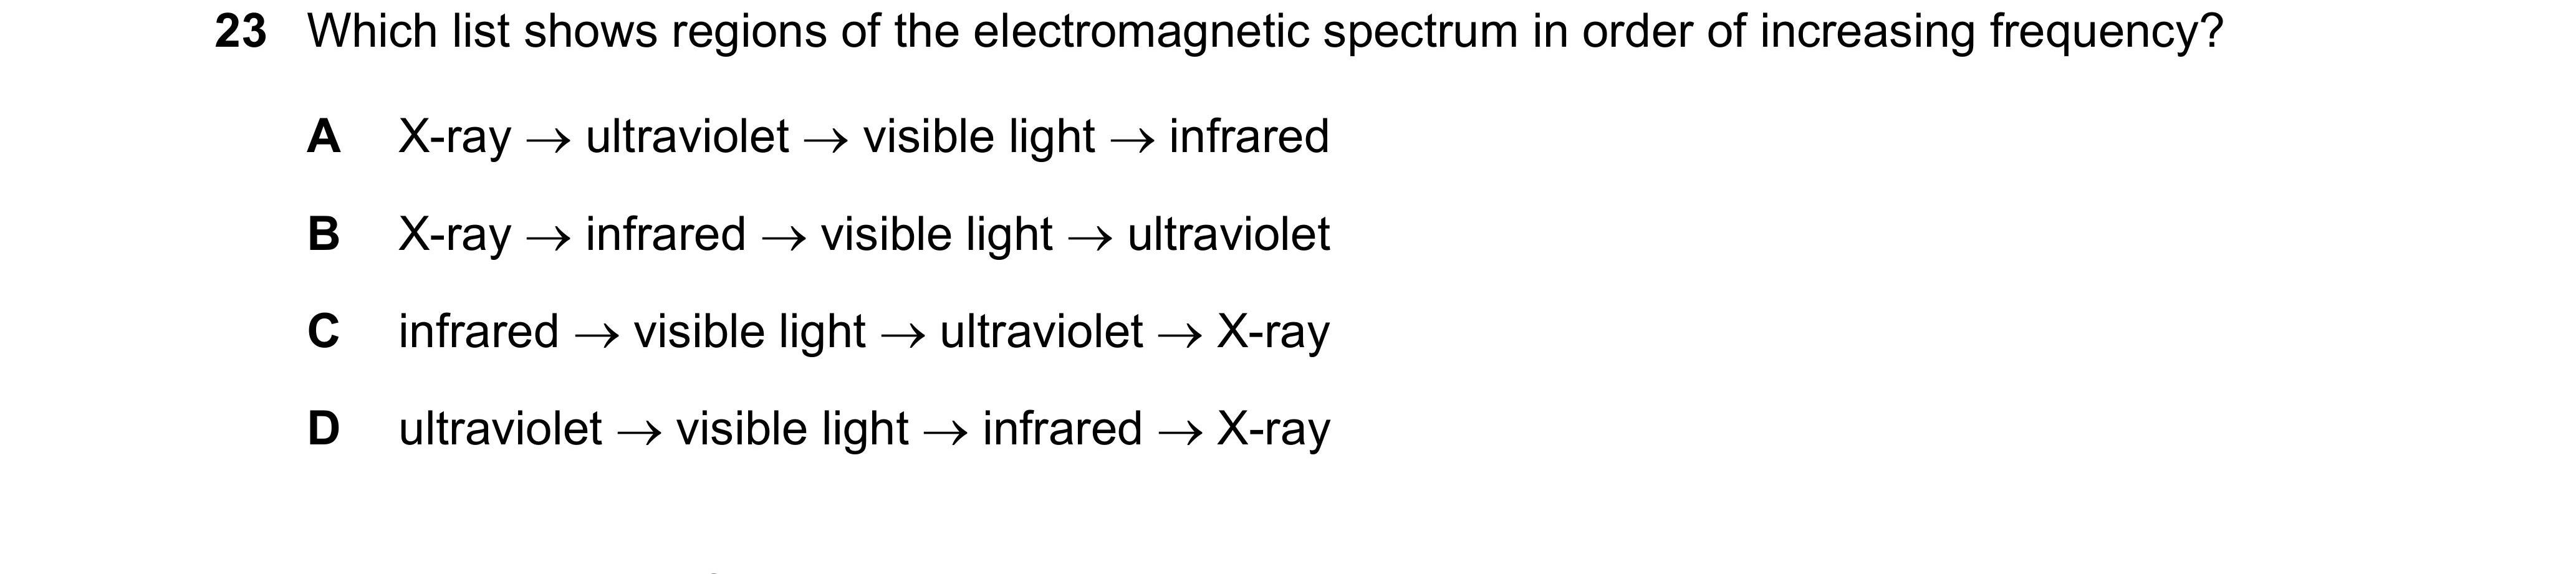 23 Which list shows regions of the electromagnetic spectrum in order of increasing frequency?
A X-ray → ultraviolet → visible light → infrared
B X-ray → infrared → visible light → ultraviolet
C infrared → visible light → ultraviolet → X-ray
D ultraviolet → visible light → infrared → X-ray